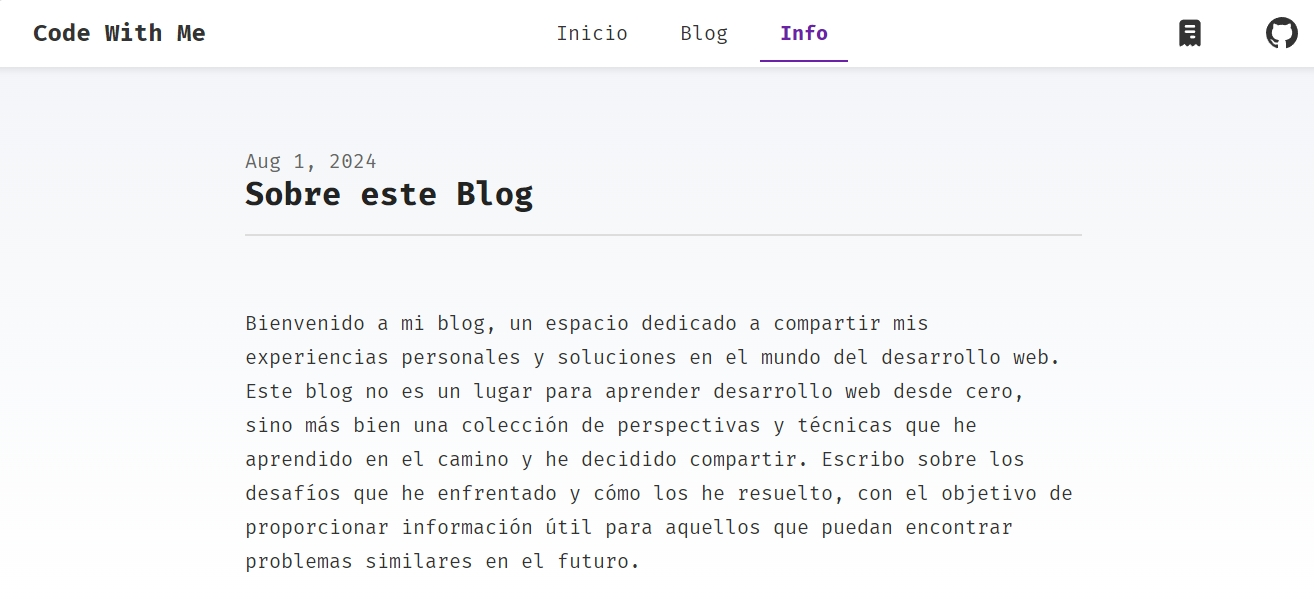 Code With Me
Inicio Blog Info
Aug 1, 2024
Sobre este Blog
Bienvenido a mi blog, un espacio dedicado a compartir mis
experiencias personales y soluciones en el mundo del desarrollo web.
Este blog no es un lugar para aprender desarrollo web desde cero,
sino más bien una colección de perspectivas y técnicas que he
aprendido en el camino y he decidido compartir. Escribo sobre los
desafíos que he enfrentado y cómo los he resuelto, con el objetivo de
proporcionar información útil para aquellos que puedan encontrar
problemas similares en el futuro.